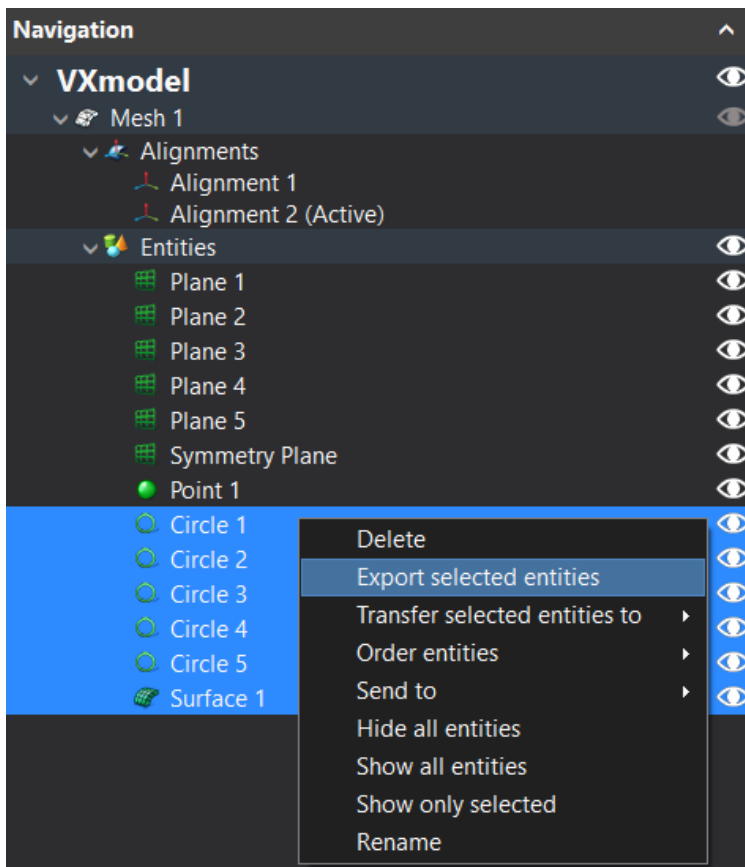 Navigation
VXmodel
Mesh 1
Alignments
Alignment 1
Alignment 2 (Active)
Entities
Plane 1
Plane 2
Plane 3
Plane 4
Plane 5
Symmetry Plane
Point 1
Circle 1
Circle 2
Circle 3
Circle 4
Circle 5
Surface 1
Delete
Export selected entities
Transfer selected entities to
Order entities
Send to
Hide all entities
Show all entities
Show only selected
Rename